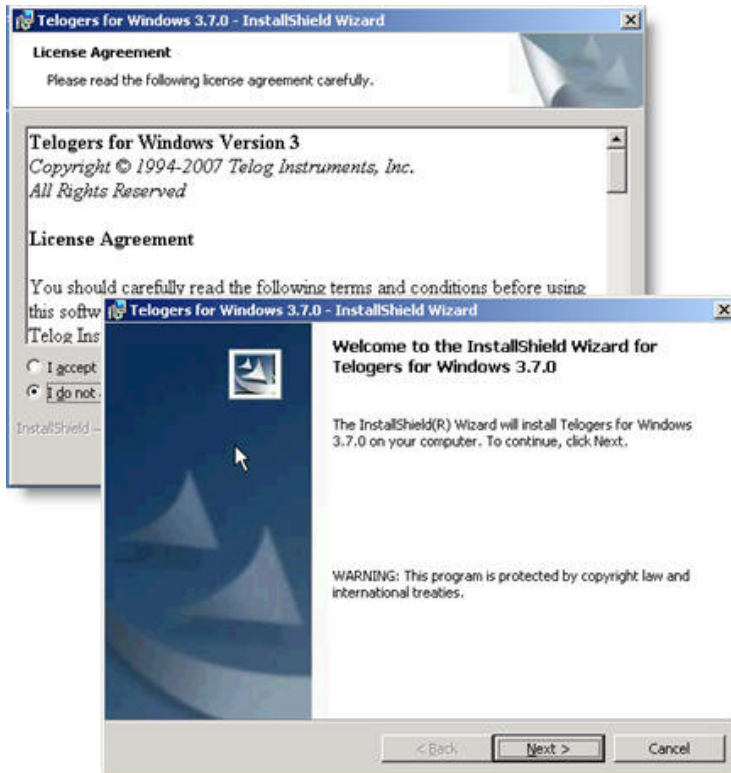 Telogers for Windows 3.7.0 - InstallShield Wizard
License Agreement
Please read the following license agreement carefully.
Telogers for Windows Version 3
Copyright © 1994-2007 Telog Instruments, Inc.
All Rights Reserved
License Agreement
You should carefully read the following terms and conditions before using
this softw
Telog Ins
I accept
I do not
InstallShield
Telogers for Windows 3.7.0 - InstallShield Wizard
Welcome to the InstallShield Wizard for
Telogers for Windows 3.7.0
The InstallShield(R) Wizard will install Telogers for Windows
3.7.0 on your computer. To continue, click Next.
WARNING: This program is protected by copyright law and
international treaties.
< Back
Next >
Cancel